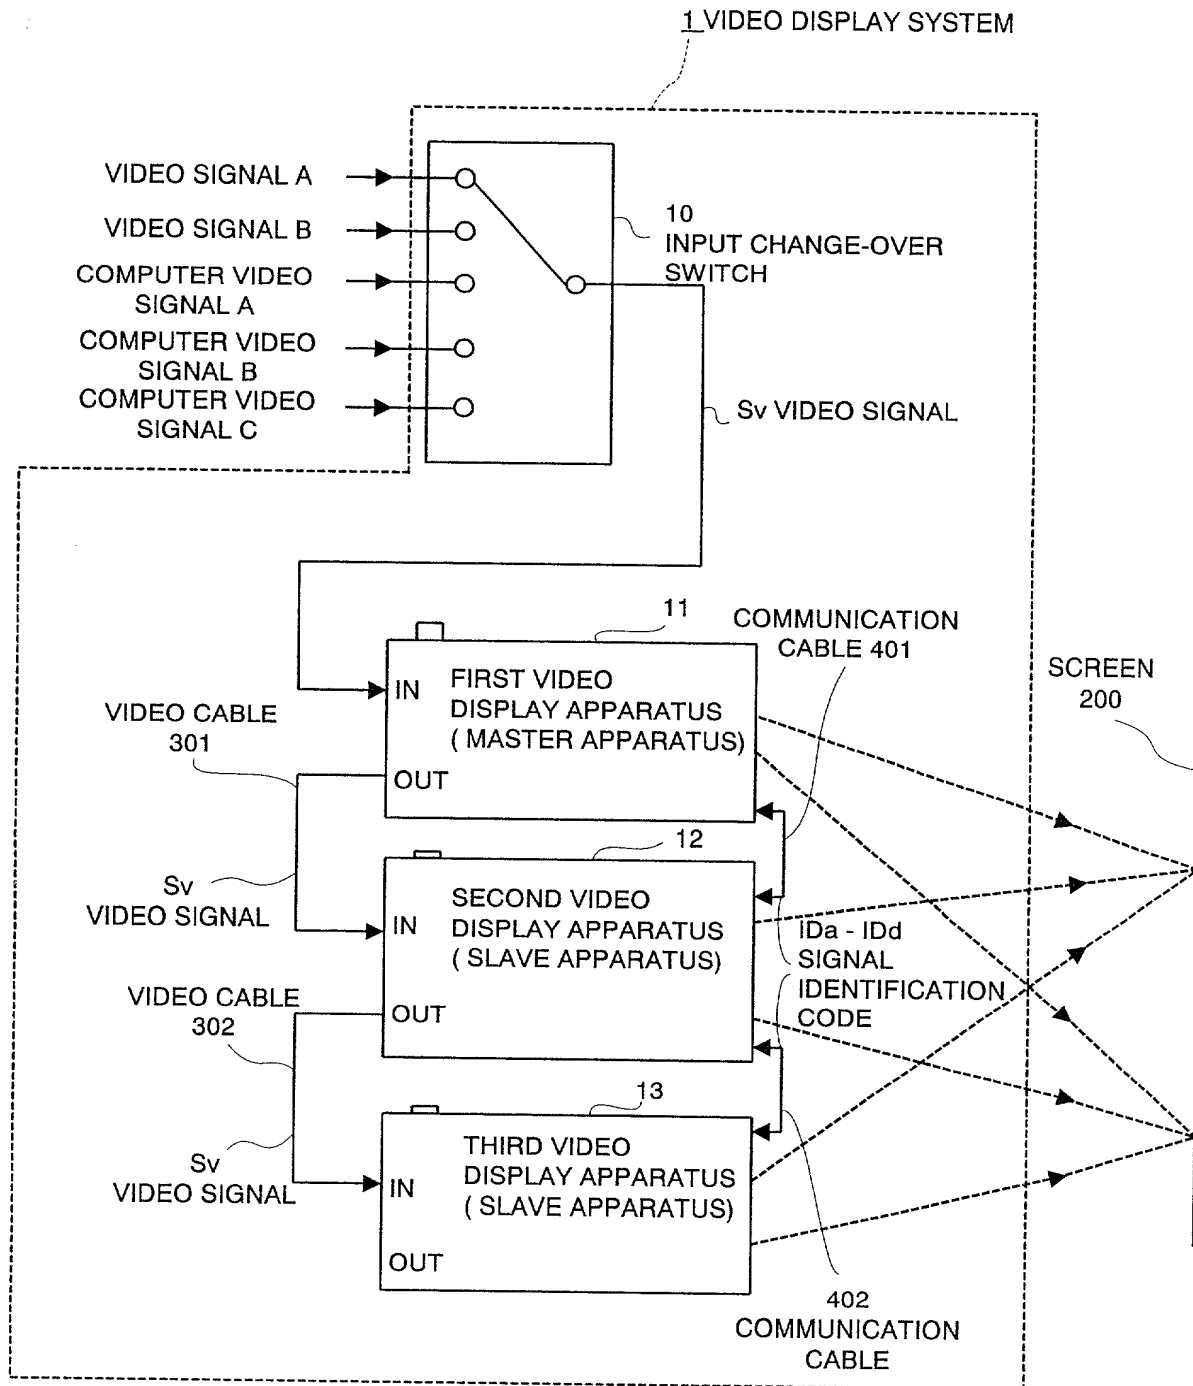 1 VIDEO DISPLAY SYSTEM
VIDEO SIGNAL A
VIDEO SIGNAL B
COMPUTER VIDEO
SIGNAL A
COMPUTER VIDEO
SIGNAL B
COMPUTER VIDEO
SIGNAL C
10
INPUT CHANGE-OVER
SWITCH
Sv VIDEO SIGNAL
11
COMMUNICATION
CABLE 401
SCREEN
200
IN
FIRST VIDEO
DISPLAY APPARATUS
( MASTER APPARATUS)
OUT
VIDEO CABLE
301
Sv
VIDEO SIGNAL
12
IN
SECOND VIDEO
DISPLAY APPARATUS
( SLAVE APPARATUS)
OUT
IDa - IDd
SIGNAL
IDENTIFICATION
CODE
VIDEO CABLE
302
Sv
VIDEO SIGNAL
13
IN
THIRD VIDEO
DISPLAY APPARATUS
( SLAVE APPARATUS)
OUT
402
COMMUNICATION
CABLE